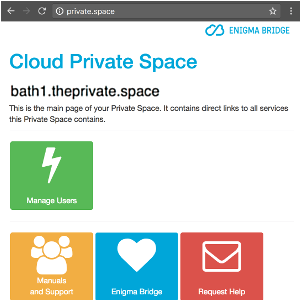 private.space
ENIGMA BRIDGE
Cloud Private Space
bath1.theprivate.space
This is the main page of your Private Space. It contains direct links to all services
this Private Space contains.
Manage Users
Manuals
and Support
Enigma Bridge
Request Help